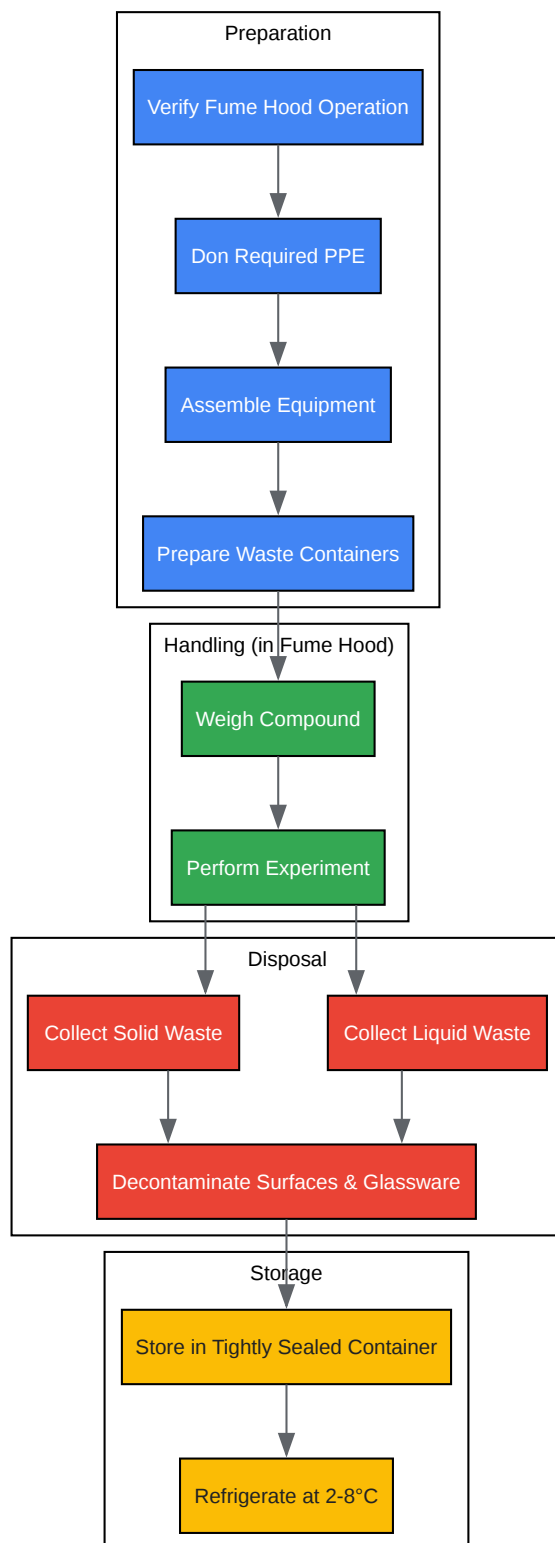 Preparation
Verify Fume Hood Operation
Don Required PPE
Assemble Equipment
Prepare Waste Containers
Handling (in Fume Hood)
Weigh Compound
Perform Experiment
Disposal
Collect Solid Waste
Collect Liquid Waste
Decontaminate Surfaces & Glassware
Storage
Store in Tightly Sealed Container
Refrigerate at 2-8°C